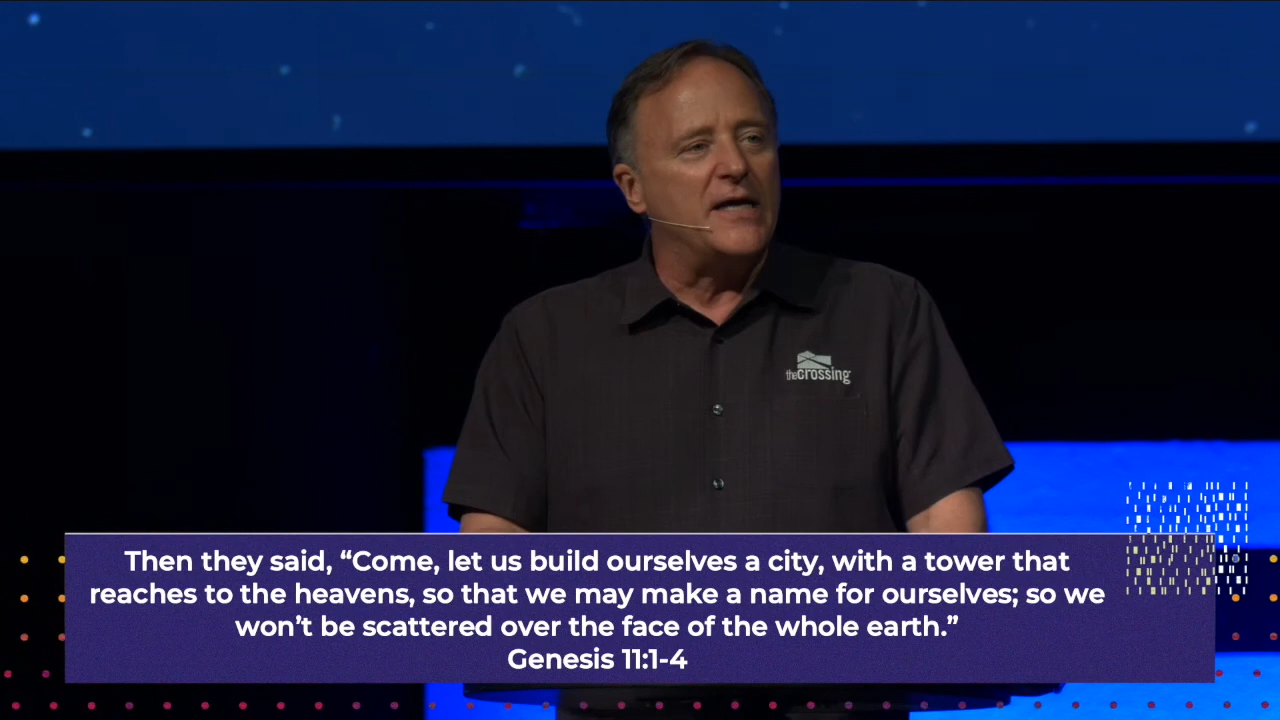 thecrossing
Then they said, “Come, let us build ourselves a city, with a tower that
reaches to the heavens, so that we may make a name for ourselves; so we
won’t be scattered over the face of the whole earth.”
Genesis 11:1-4